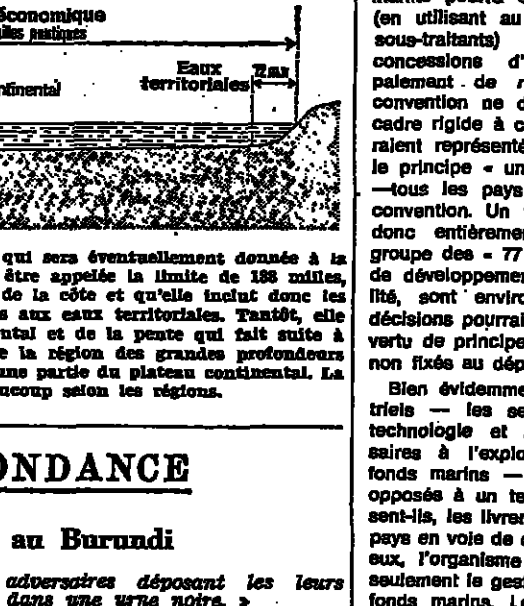 économique
Eaux
territoriales
qui sera éventuellement donnée à la
être appelée la limite de 188 milles,
de la côte et qu'elle inclut donc les
aux eaux territoriales. Tantôt, elle
ntal et de la pente qui fait suite à
la région des grandes profondeurs
une partie du plateau continental. La
ucoup selon les régions.
ONDANCE
au Burundi
adversaires déposant les leurs
dans une urne noire. »
(en utilisant au
sous-traitants)
concessions d'
paiement de
convention ne d
cadre rigide à c
raient représenté
le principe « un
—tous les pays
convention. Un
donc entièreme
groupe des « 77
de développemen
lité, sont environ
décisions pourrai
vertu de principe
non fixés au dép
Bien évidemme
triels — les se
technologie et
saires à l'explo
fonds marins —
opposés à un te
sent-ils, les livrer
pays en voie de
eux, l'organisme
seulement le gest
fonds marins. Le